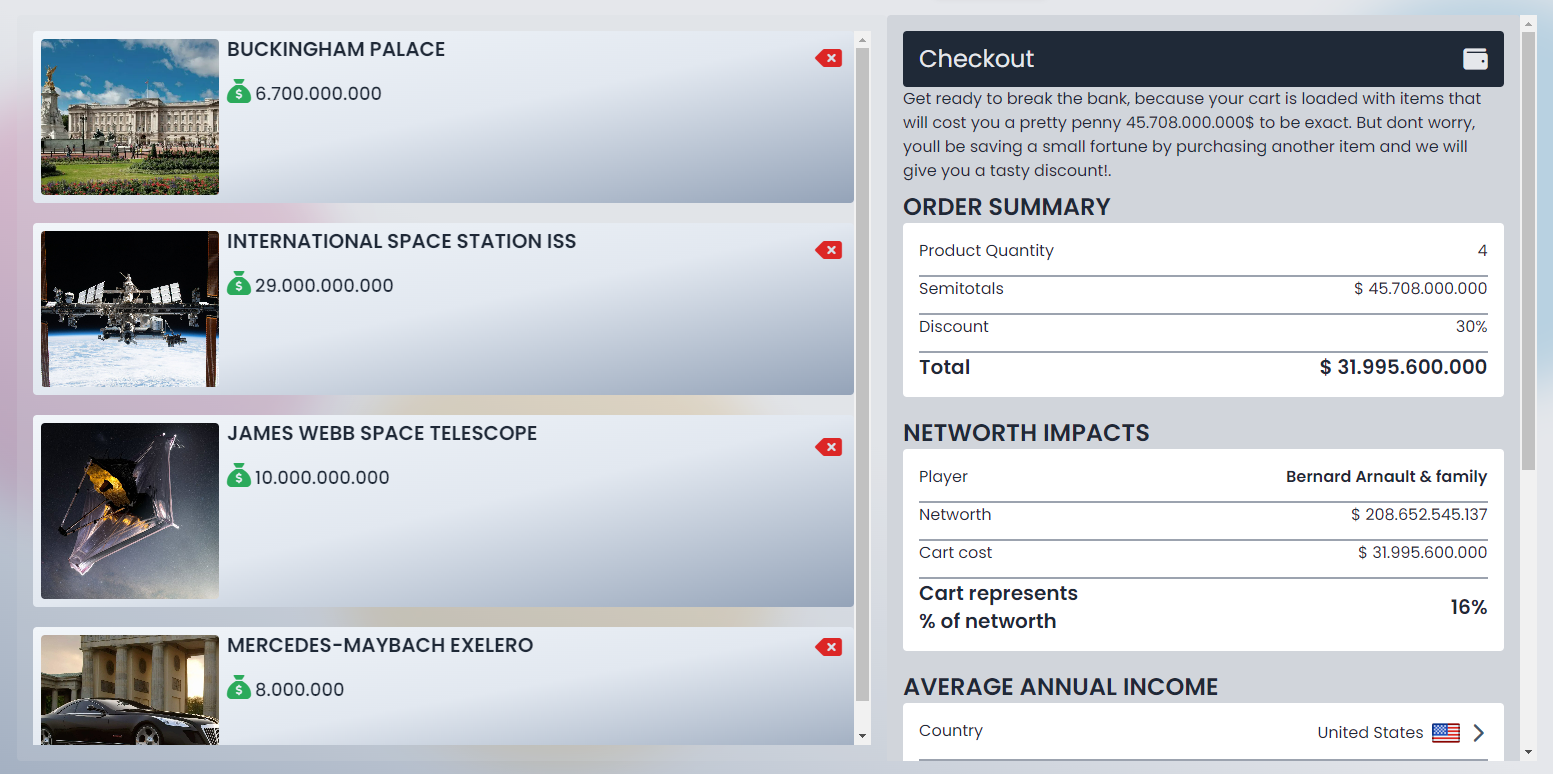 BUCKINGHAM PALACE
$ 6.700.000.000
INTERNATIONAL SPACE STATION ISS
$ 29.000.000.000
JAMES WEBB SPACE TELESCOPE
$ 10.000.000.000
MERCEDES-MAYBACH EXELERO
$ 8.000.000
Checkout
Get ready to break the bank, because your cart is loaded with items that
will cost you a pretty penny 45.708.000.000$ to be exact. But dont worry,
youll be saving a small fortune by purchasing another item and we will
give you a tasty discount!.
ORDER SUMMARY
Product Quantity 4
Semitotals $ 45.708.000.000
Discount 30%
Total $ 31.995.600.000
NETWORTH IMPACTS
Player Bernard Arnault & family
Networth $ 208.652.545.137
Cart cost $ 31.995.600.000
Cart represents
% of networth 16%
AVERAGE ANNUAL INCOME
Country United States